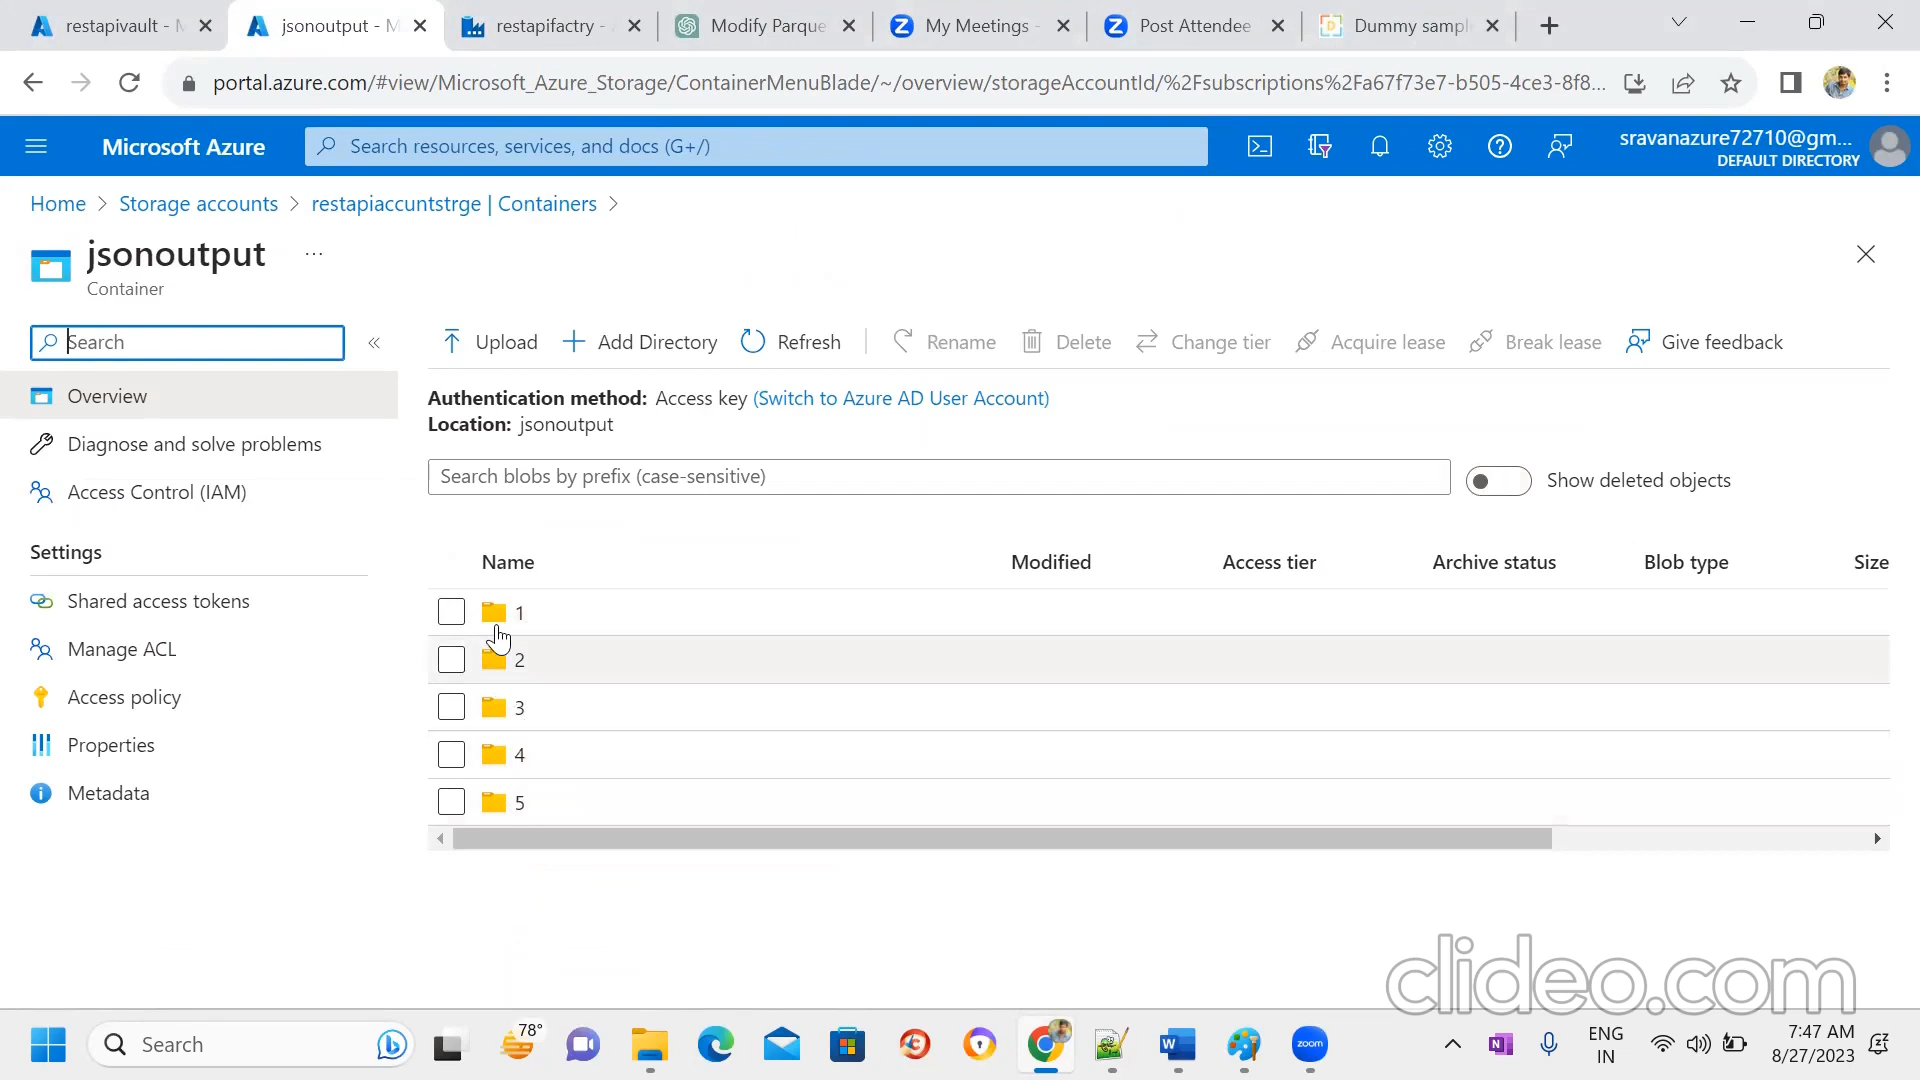 restapivault - M
jsonoutput - M
restapifactry -
Modify Parque
My Meetings -
Post Attendee
Dummy sampl
portal.azure.com/#view/Microsoft_Azure_Storage/ContainerMenuBlade/~/overview/storageAccountId/%2Fsubscriptions%2Fa67f73e7-b505-4ce3-8f8...
Microsoft Azure
Search resources, services, and docs (G+/)
sravanazure72710@gm...
DEFAULT DIRECTORY
Home > Storage accounts > restapiaccuntstrge | Containers >
jsonoutput ...
Container
Search
«
Upload
Add Directory
Refresh
Rename
Delete
Change tier
Acquire lease
Break lease
Give feedback
Overview
Diagnose and solve problems
Access Control (IAM)
Settings
Shared access tokens
Manage ACL
Access policy
Properties
Metadata
Authentication method: Access key (Switch to Azure AD User Account)
Location: jsonoutput
Search blobs by prefix (case-sensitive)
Show deleted objects
Name Modified Access tier Archive status Blob type Size
1
2
3
4
5
clideo.com
Search
78°
zoom
ENG
IN
7:47 AM
8/27/2023